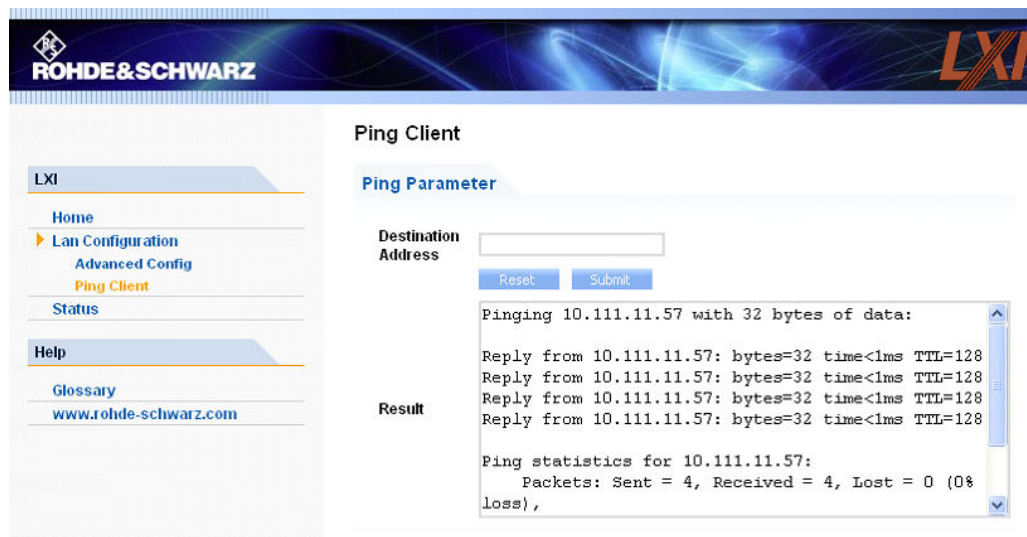 R&S
ROHDE&SCHWARZ
LXI
Ping Client
LXI
Home
Lan Configuration
Advanced Config
Ping Client
Status
Help
Glossary
www.rohde-schwarz.com
Ping Parameter
Destination
Address
Reset Submit
Result
Pinging 10.111.11.57 with 32 bytes of data:
Reply from 10.111.11.57: bytes=32 time<1ms TTL=128
Reply from 10.111.11.57: bytes=32 time<1ms TTL=128
Reply from 10.111.11.57: bytes=32 time<1ms TTL=128
Reply from 10.111.11.57: bytes=32 time<1ms TTL=128
Ping statistics for 10.111.11.57:
Packets: Sent = 4, Received = 4, Lost = 0 (0%
loss),